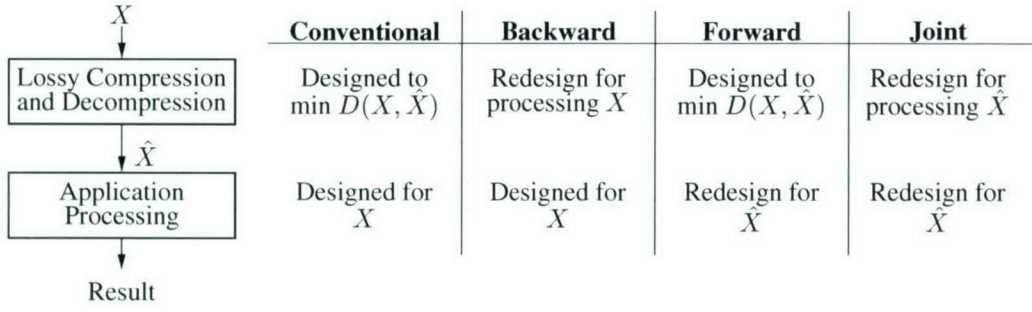 X
Lossy Compression
and Decompression
X̂
Application
Processing
Result
Conventional Backward Forward Joint
Designed to Redesign for Designed to Redesign for
min D(X, X̂) processing X min D(X, X̂) processing X̂
Designed for Designed for Redesign for Redesign for
X X X̂ X̂